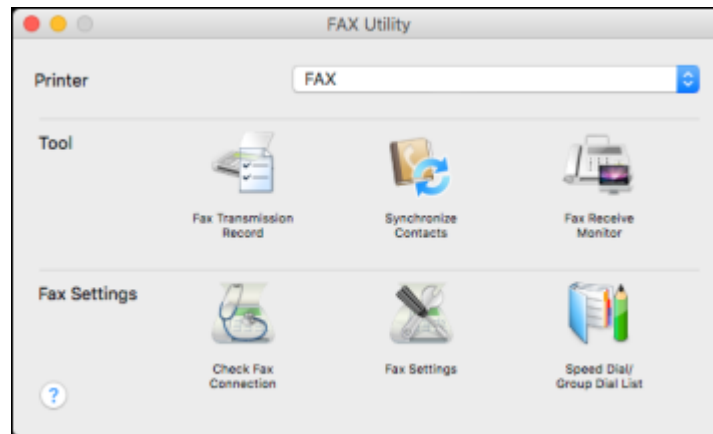 FAX Utility
Printer
FAX
Tool
Fax Transmission
Record
Synchronize
Contacts
Fax Receive
Monitor
Fax Settings
Check Fax
Connection
Fax Settings
Speed Dial/
Group Dial List
?